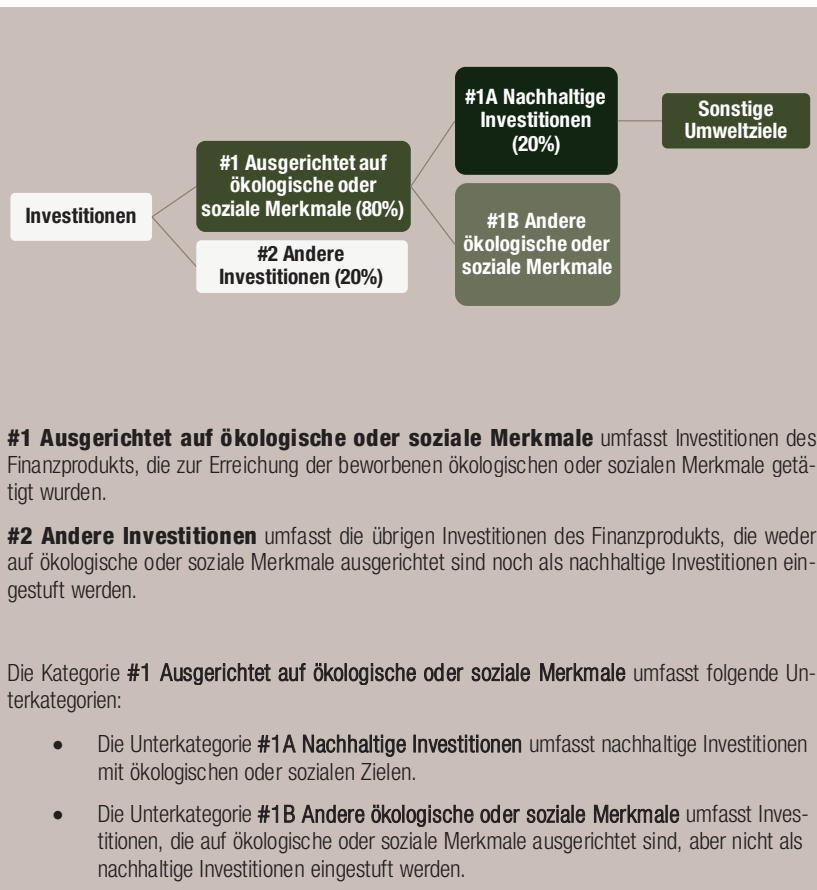 Investitionen
#1 Ausgerichtet auf
ökologische oder
soziale Merkmale (80%)
#2 Andere
Investitionen (20%)
#1A Nachhaltige
Investitionen
(20%)
#1B Andere
ökologische oder
soziale Merkmale
Sonstige
Umweltziele
#1 Ausgerichtet auf ökologische oder soziale Merkmale umfasst Investitionen des
Finanzprodukts, die zur Erreichung der beworbenen ökologischen oder sozialen Merkmale getä-
tigt wurden.
#2 Andere Investitionen umfasst die übrigen Investitionen des Finanzprodukts, die weder
auf ökologische oder soziale Merkmale ausgerichtet sind noch als nachhaltige Investitionen ein-
gestuft werden.
Die Kategorie #1 Ausgerichtet auf ökologische oder soziale Merkmale umfasst folgende Un-
terkategorien:
• Die Unterkategorie #1A Nachhaltige Investitionen umfasst nachhaltige Investitionen
mit ökologischen oder sozialen Zielen.
• Die Unterkategorie #1B Andere ökologische oder soziale Merkmale umfasst Inves-
titionen, die auf ökologische oder soziale Merkmale ausgerichtet sind, aber nicht als
nachhaltige Investitionen eingestuft werden.